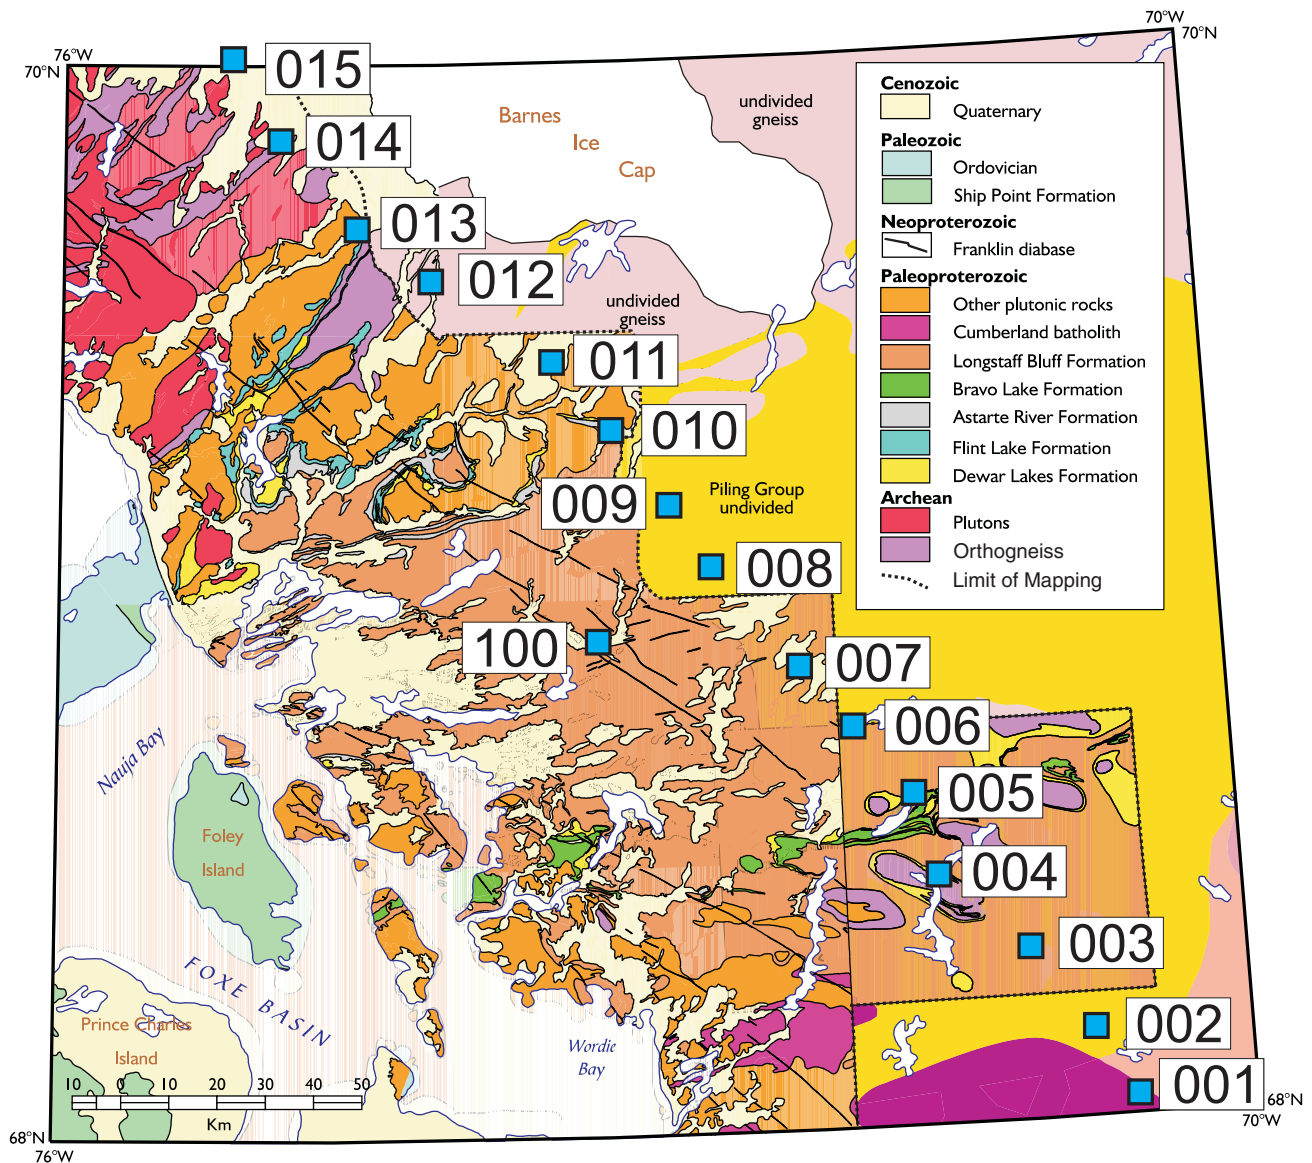 70°W
70°N
76°W
70°N
015
014
013
012
011
010
009
008
100
007
006
005
004
003
002
001
Barnes
Ice
Cap
undivided
gneiss
undivided
gneiss
Piling Group
undivided
Nauja Bay
Foley
Island
FOXE BASIN
Prince Charles
Island
Wordie
Bay
10 0 10 20 30 40 50
Km
68°N
76°W
68°N
70°W
Cenozoic
Quaternary
Paleozoic
Ordovician
Ship Point Formation
Neoproterozoic
Franklin diabase
Paleoproterozoic
Other plutonic rocks
Cumberland batholith
Longstaff Bluff Formation
Bravo Lake Formation
Astarte River Formation
Flint Lake Formation
Dewar Lakes Formation
Archean
Plutons
Orthogneiss
Limit of Mapping